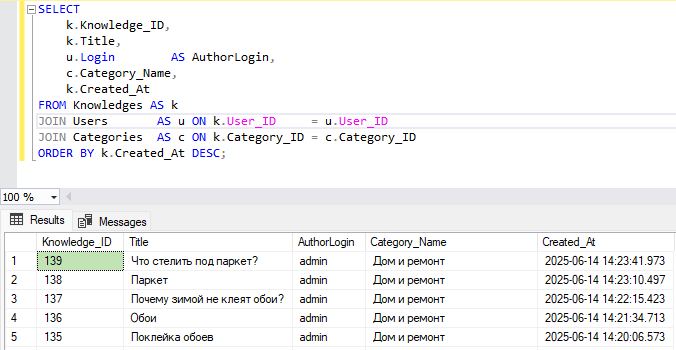 SELECT
k.Knowledge_ID,
k.Title,
u.Login AS AuthorLogin,
c.Category_Name,
k.Created_At
FROM Knowledges AS k
JOIN Users AS u ON k.User_ID = u.User_ID
JOIN Categories AS c ON k.Category_ID = c.Category_ID
ORDER BY k.Created_At DESC;
100 %
Results Messages
Knowledge_ID Title AuthorLogin Category_Name Created_At
1 139 Что стелить под паркет? admin Дом и ремонт 2025-06-14 14:23:41.973
2 138 Паркет admin Дом и ремонт 2025-06-14 14:23:10.497
3 137 Почему зимой не клеят обои? admin Дом и ремонт 2025-06-14 14:22:15.423
4 136 Обои admin Дом и ремонт 2025-06-14 14:21:34.713
5 135 Поклейка обоев admin Дом и ремонт 2025-06-14 14:20:06.573